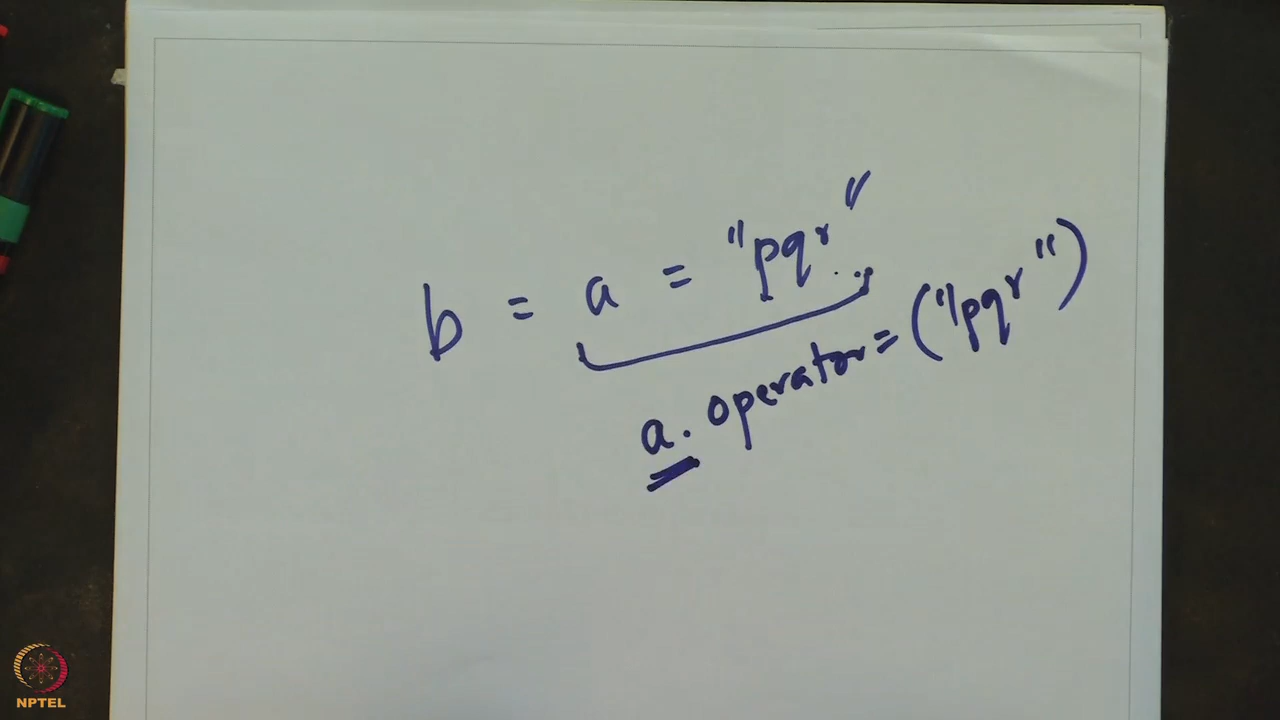 b = a = "pqr"
a. operator= ("pqr")
NPTEL